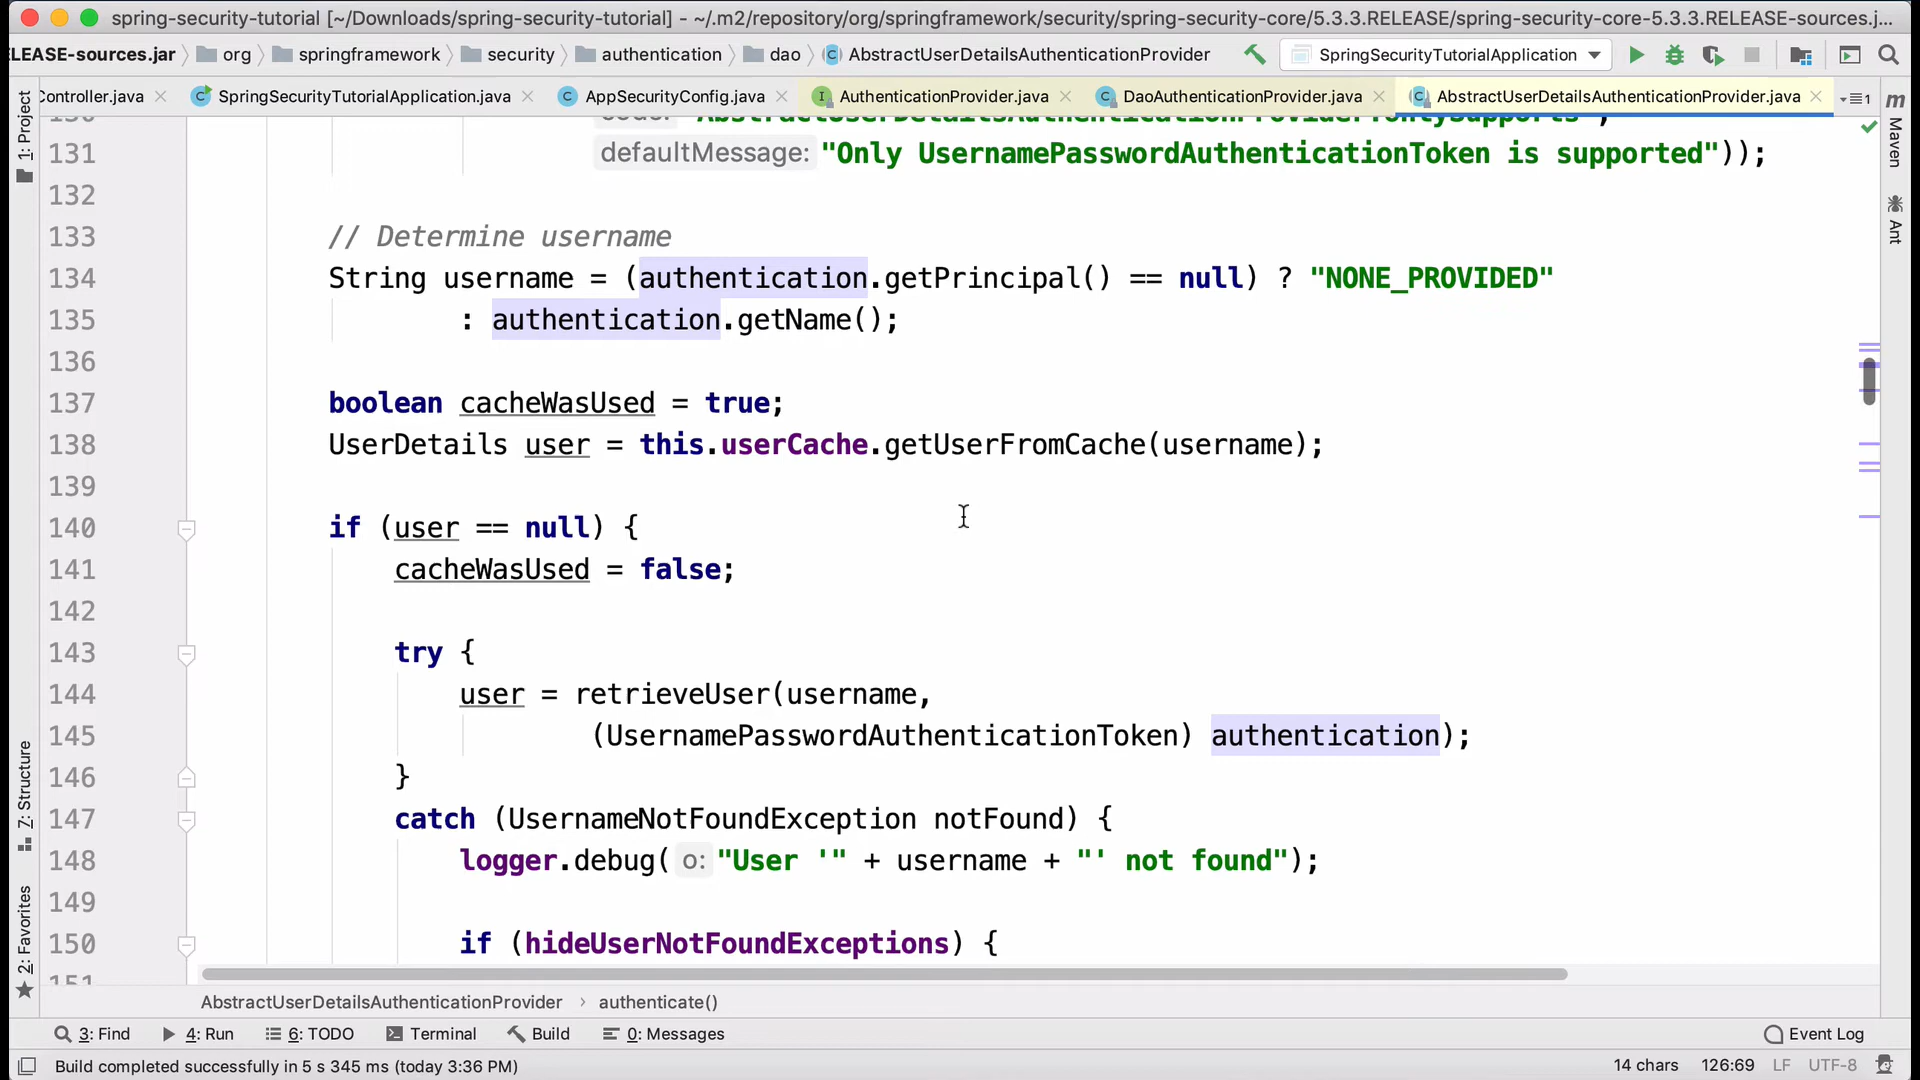 spring-security-tutorial [~/Downloads/spring-security-tutorial] - ~/.m2/repository/org/springframework/security/spring-security-core/5.3.3.RELEASE/spring-security-core-5.3.3.RELEASE-sources.j...
LEASE-sources.jar org springframework security authentication dao AbstractUserDetailsAuthenticationProvider SpringSecurityTutorialApplication
Controller.java SpringSecurityTutorialApplication.java AppSecurityConfig.java AuthenticationProvider.java DaoAuthenticationProvider.java AbstractUserDetailsAuthenticationProvider.java 1
1: Project
Maven
Ant
130 code: "AbstractUserDetailsAuthenticationProvider.onlySupports",
131 defaultMessage: "Only UsernamePasswordAuthenticationToken is supported"));
132
133 // Determine username
134 String username = (authentication.getPrincipal() == null) ? "NONE_PROVIDED"
135 : authentication.getName();
136
137 boolean cacheWasUsed = true;
138 UserDetails user = this.userCache.getUserFromCache(username);
139
140 if (user == null) {
141 cacheWasUsed = false;
142
143 try {
144 user = retrieveUser(username,
145 (UsernamePasswordAuthenticationToken) authentication);
146 }
147 catch (UsernameNotFoundException notFound) {
148 logger.debug( o: "User '" + username + "' not found");
149
150 if (hideUserNotFoundExceptions) {
151
7: Structure
2: Favorites
AbstractUserDetailsAuthenticationProvider › authenticate()
3: Find 4: Run 6: TODO Terminal Build 0: Messages Event Log
Build completed successfully in 5 s 345 ms (today 3:36 PM) 14 chars 126:69 LF UTF-8